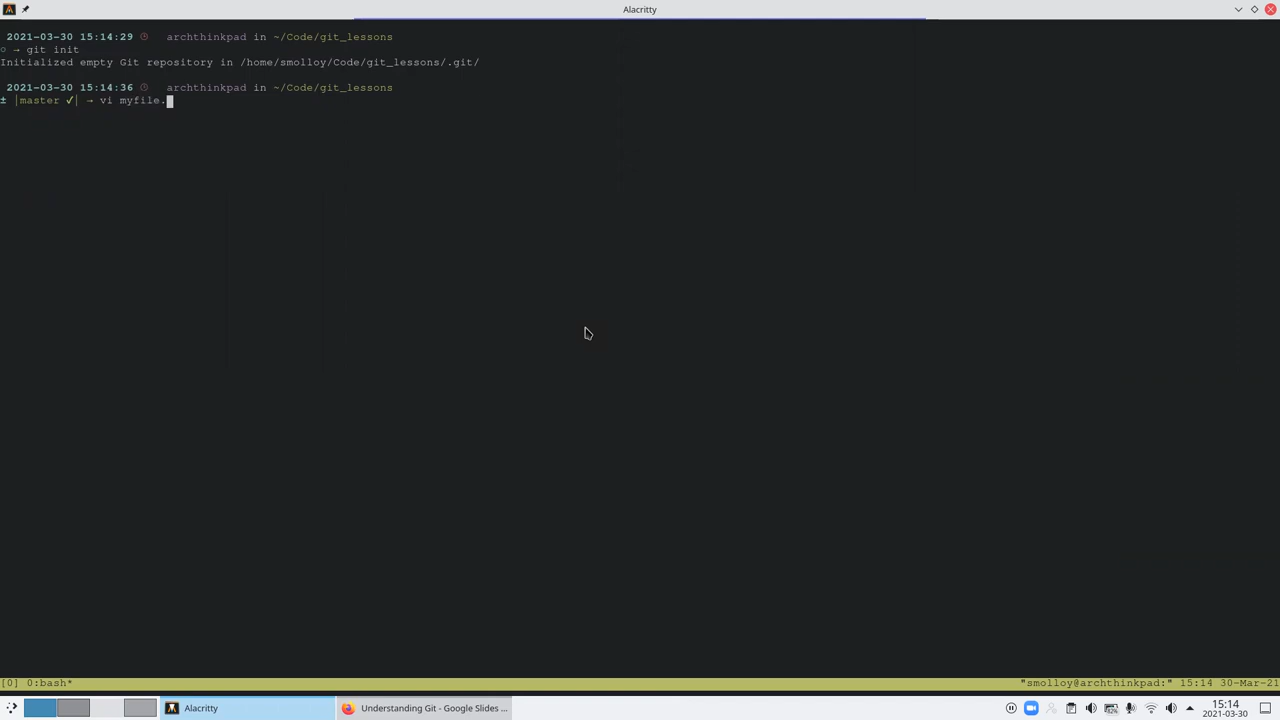 Alacritty
2021-03-30 15:14:29 archthinkpad in ~/Code/git_lessons
○ → git init
Initialized empty Git repository in /home/smolloy/Code/git_lessons/.git/
2021-03-30 15:14:36 archthinkpad in ~/Code/git_lessons
± |master ✓| → vi myfile.
[0] 0:bash* "smolloy@archthinkpad:" 15:14 30-Mar-21
Alacritty
Understanding Git - Google Slides ...
15:14
2021-03-30